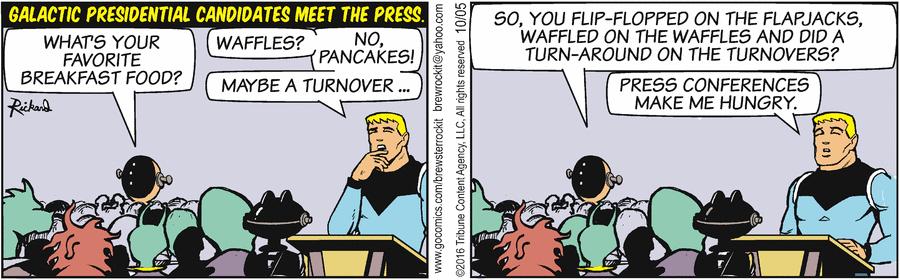 GALACTIC PRESIDENTIAL CANDIDATES MEET THE PRESS.
WHAT'S YOUR
FAVORITE
BREAKFAST FOOD?
WAFFLES?
NO,
PANCAKES!
MAYBE A TURNOVER ...
Rickard
www.gocomics.com/brewsterrockit brewrockit@yahoo.com
©2016 Tribune Content Agency, LLC, All rights reserved 10/05
SO, YOU FLIP-FLOPPED ON THE FLAPJACKS,
WAFFLED ON THE WAFFLES AND DID A
TURN-AROUND ON THE TURNOVERS?
PRESS CONFERENCES
MAKE ME HUNGRY.